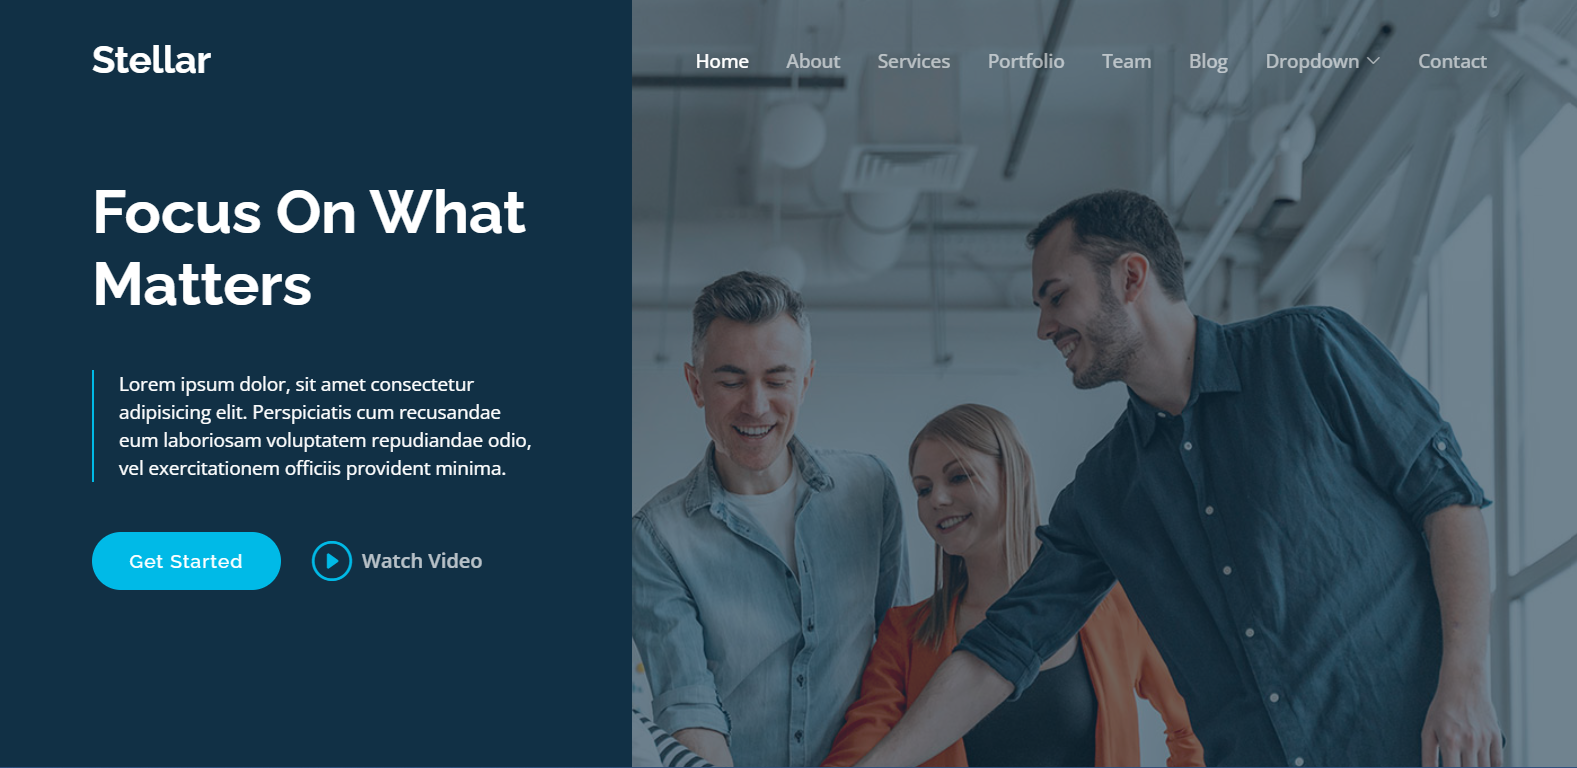 Stellar
Home About Services Portfolio Team Blog Dropdown Contact
Focus On What
Matters
Lorem ipsum dolor, sit amet consectetur
adipisicing elit. Perspiciatis cum recusandae
eum laboriosam voluptatem repudiandae odio,
vel exercitationem officiis provident minima.
Get Started
Watch Video